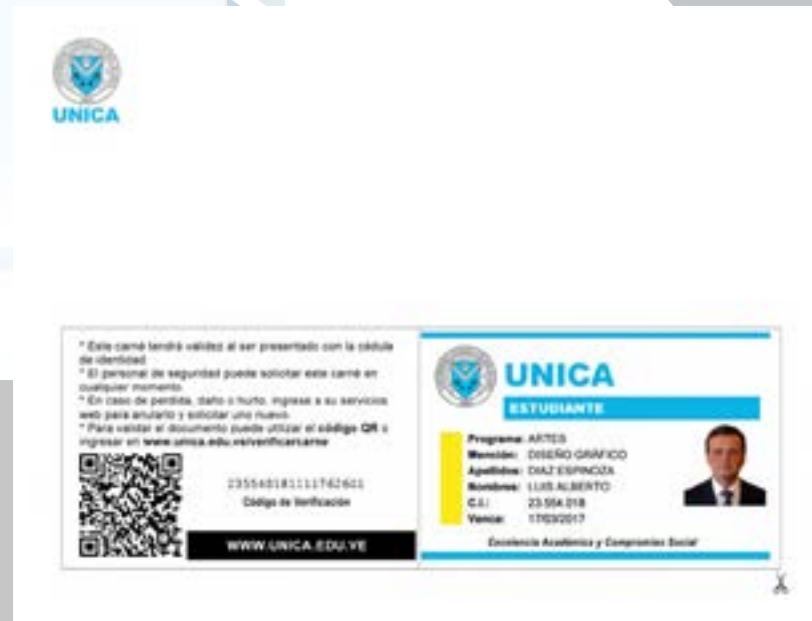 UNICA
* Este carné tendrá validez al ser presentado con la cédula
de identidad.
* El personal de seguridad puede solicitar este carné en
cualquier momento.
* En caso de perdida, daño o hurto, ingrese a su servicios
web para anularlo y solicitar uno nuevo.
* Para validar el documento puede utilizar el código QR o
ingresar en www.unica.edu.ve/verificarcarne
Código de Verificación
WWW.UNICA.EDU.VE
UNICA
ESTUDIANTE
Programa: ARTES
Mención: DISEÑO GRÁFICO
Apellidos: DIAZ ESPINOZA
Nombres: LUIS ALBERTO
C.I.: 23.554.018
Vence: 17/03/2017
Excelencia Académica y Compromiso Social